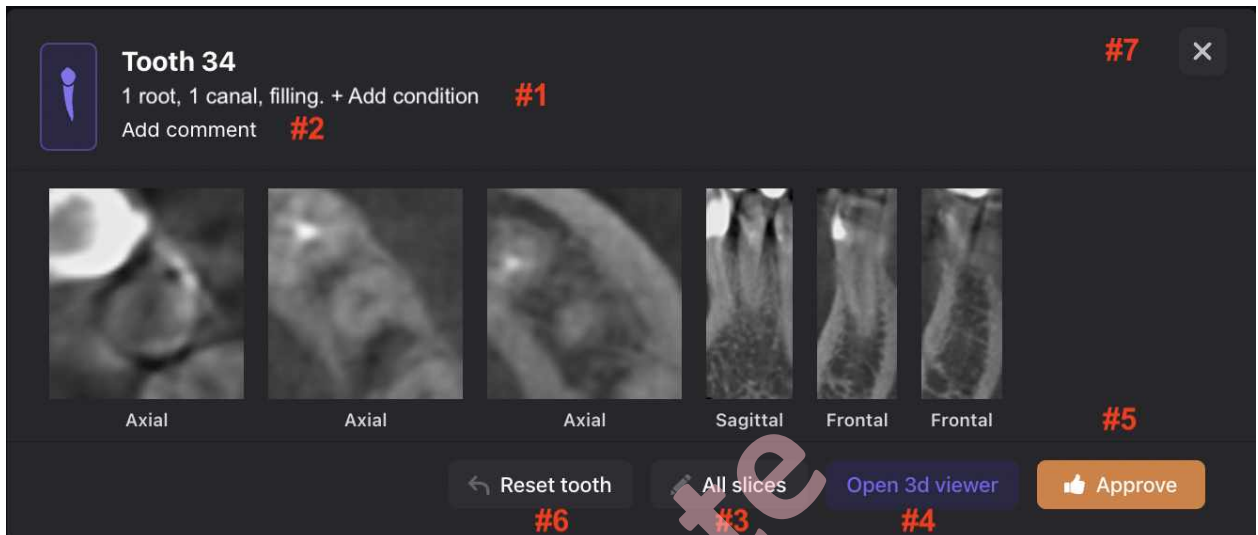 Tooth 34
1 root, 1 canal, filling. + Add condition #1
Add comment #2
#7
Axial Axial Axial Sagittal Frontal Frontal
#5
Reset tooth All slices Open 3d viewer Approve
#6 #3 #4